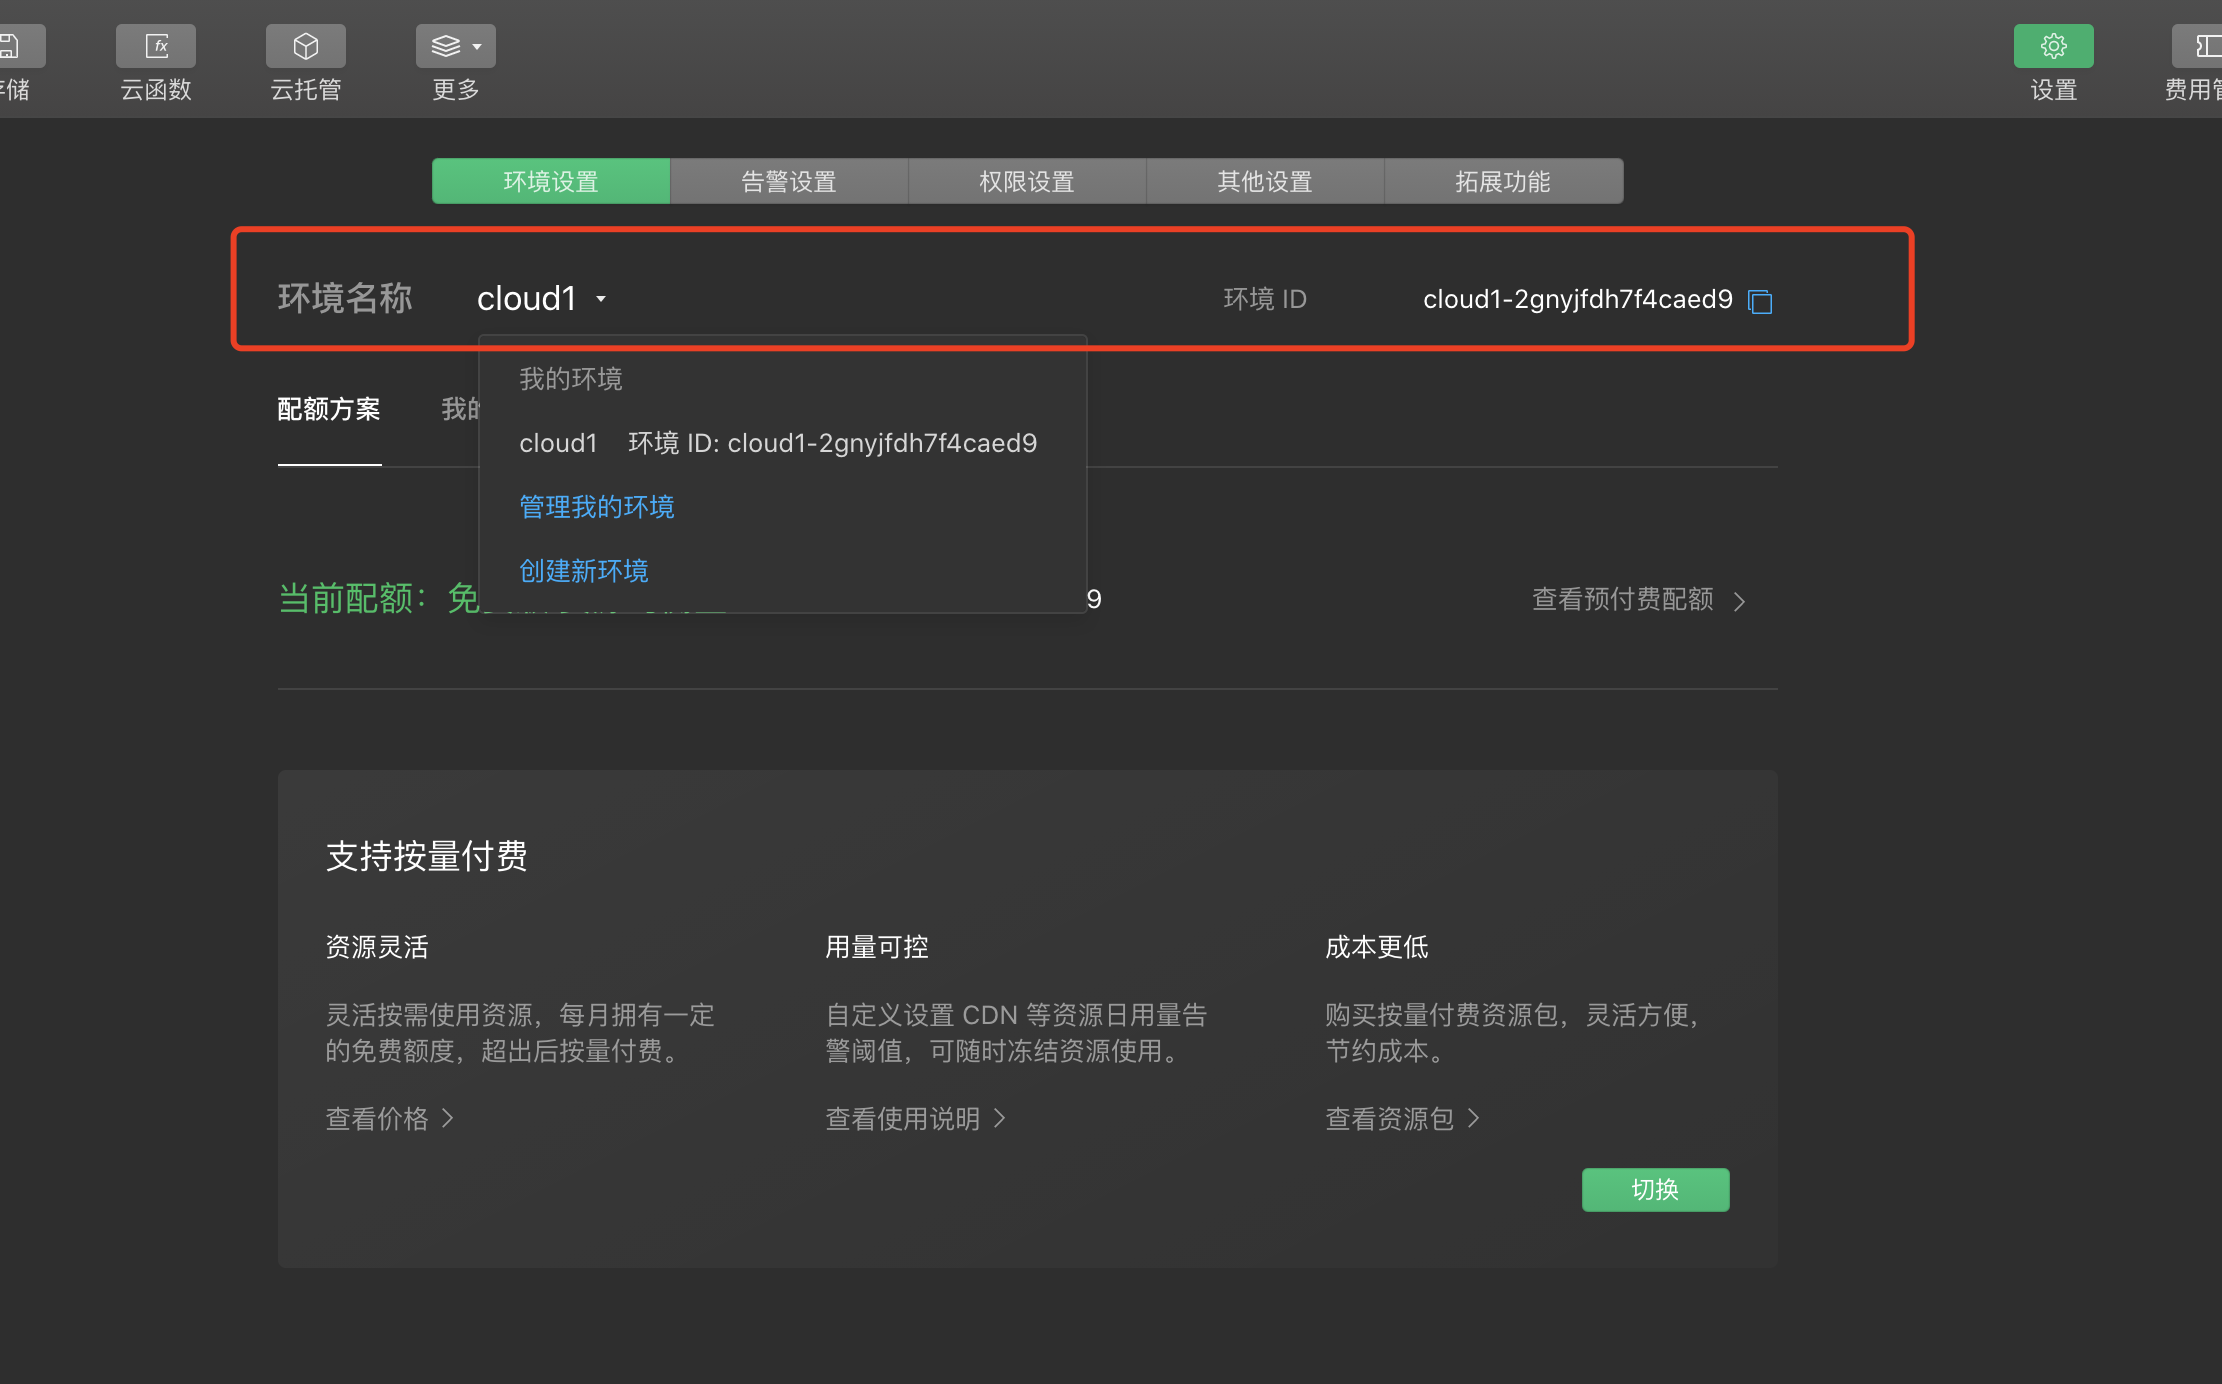 储
云函数
云托管
更多
设置
费用
环境设置
告警设置
权限设置
其他设置
拓展功能
环境名称
cloud1
环境 ID
cloud1-2gnyjfdh7f4caed9
我的环境
配额方案
我的
cloud1 环境 ID: cloud1-2gnyjfdh7f4caed9
管理我的环境
创建新环境
当前配额：免
9
查看预付费配额
支持按量付费
资源灵活
灵活按需使用资源，每月拥有一定
的免费额度，超出后按量付费。
查看价格
用量可控
自定义设置 CDN 等资源日用量告
警阈值，可随时冻结资源使用。
查看使用说明
成本更低
购买按量付费资源包，灵活方便，
节约成本。
查看资源包
切换